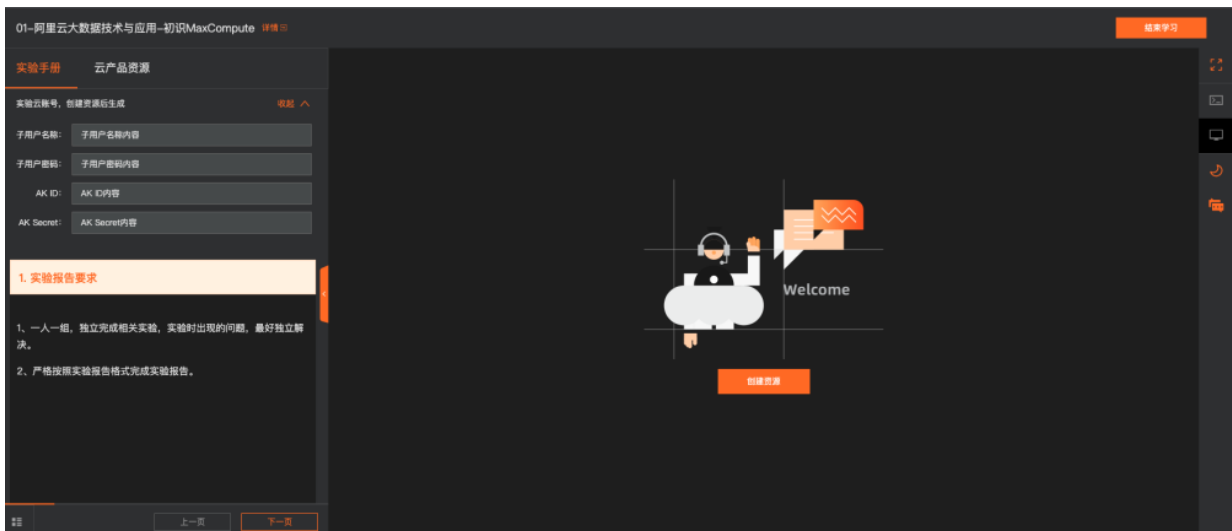 01-阿里云大数据技术与应用-初识MaxCompute 详情
结束学习
实验手册 云产品资源
实验云账号，创建资源后生成 收起
子用户名称： 子用户名称内容
子用户密码： 子用户密码内容
AK ID： AK ID内容
AK Secret： AK Secret内容
1. 实验报告要求
1、一人一组，独立完成相关实验，实验时出现的问题，最好独立解
决。
2、严格按照实验报告格式完成实验报告。
Welcome
创建资源
上一页 下一页